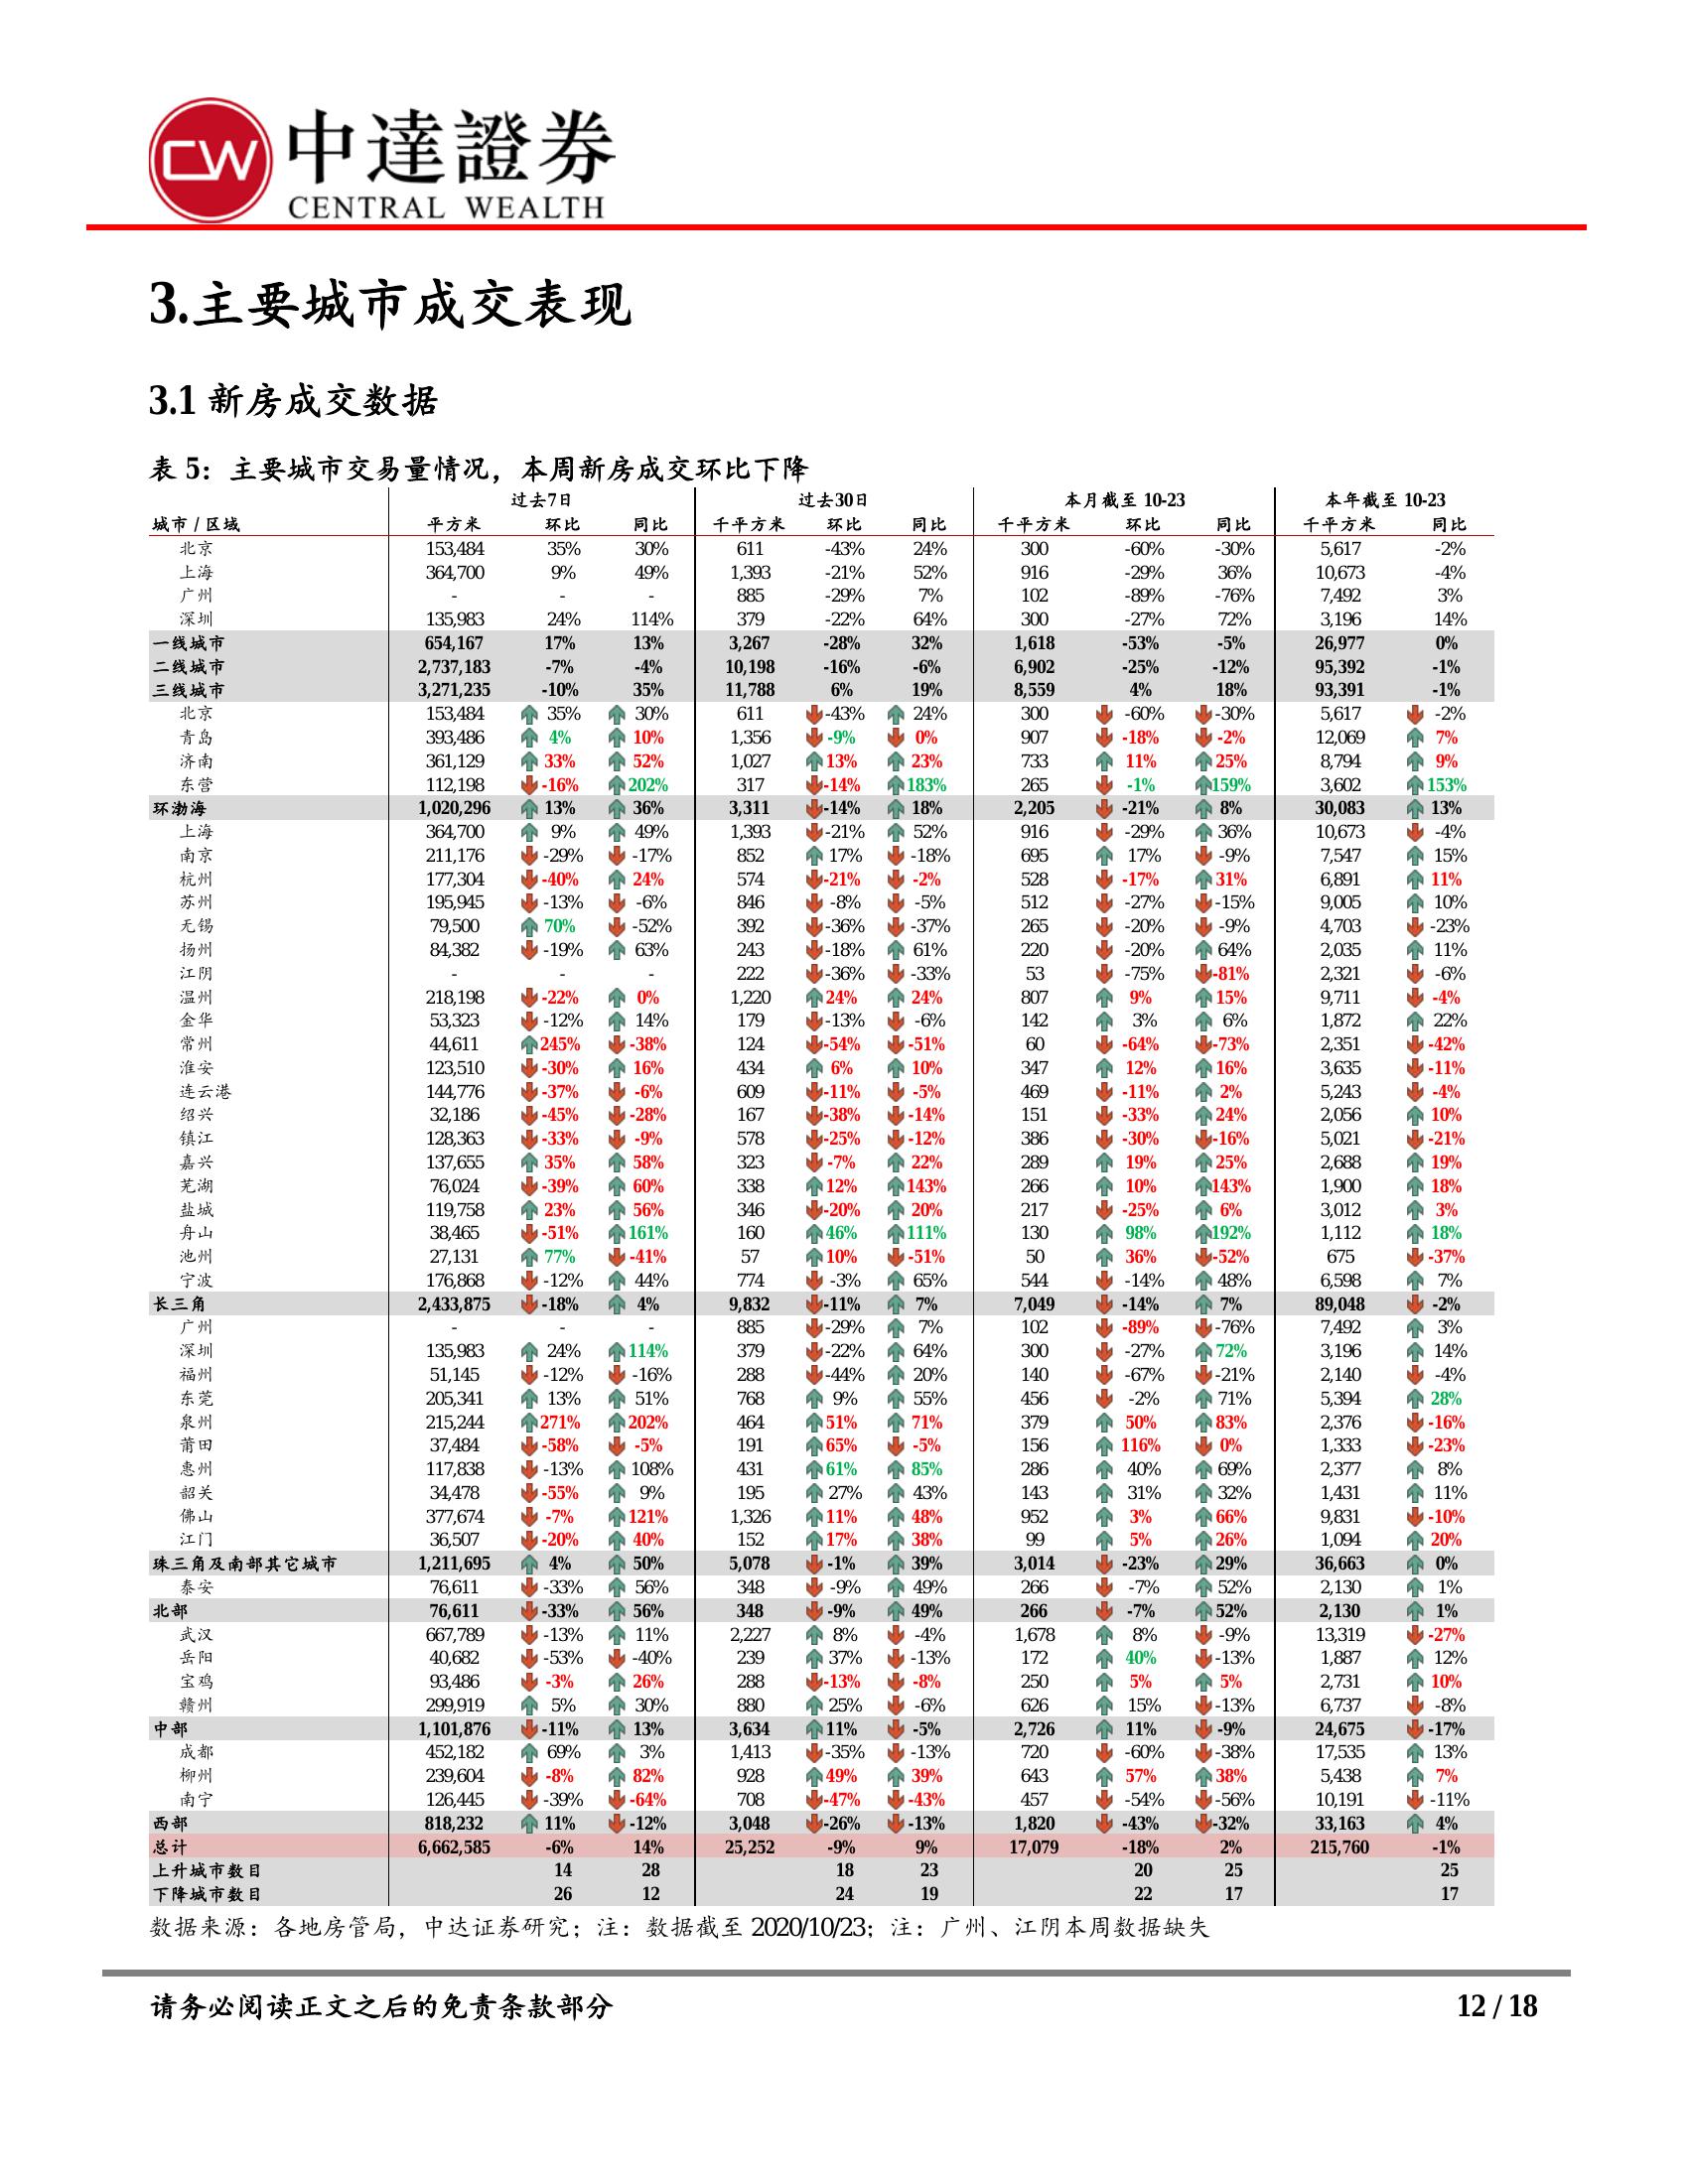 CW 中達證券
CENTRAL WEALTH
3.主要城市成交表现
3.1 新房成交数据
表 5：主要城市交易量情况，本周新房成交环比下降
过去7日 过去30日 本月截至 10-23 本年截至 10-23
城市 / 区域 平方米 环比 同比 千平方米 环比 同比 千平方米 环比 同比 千平方米 同比
北京 153,484 35% 30% 611 -43% 24% 300 -60% -30% 5,617 -2%
上海 364,700 9% 49% 1,393 -21% 52% 916 -29% 36% 10,673 -4%
广州 - - - 885 -29% 7% 102 -89% -76% 7,492 3%
深圳 135,983 24% 114% 379 -22% 64% 300 -27% 72% 3,196 14%
一线城市 654,167 17% 13% 3,267 -28% 32% 1,618 -53% -5% 26,977 0%
二线城市 2,737,183 -7% -4% 10,198 -16% -6% 6,902 -25% -12% 95,392 -1%
三线城市 3,271,235 -10% 35% 11,788 6% 19% 8,559 4% 18% 93,391 -1%
北京 153,484 35% 30% 611 -43% 24% 300 -60% -30% 5,617 -2%
青岛 393,486 4% 10% 1,356 -9% 0% 907 -18% -2% 12,069 7%
济南 361,129 33% 52% 1,027 13% 23% 733 11% 25% 8,794 9%
东营 112,198 -16% 202% 317 -14% 183% 265 -1% 159% 3,602 153%
环渤海 1,020,296 13% 36% 3,311 -14% 18% 2,205 -21% 8% 30,083 13%
上海 364,700 9% 49% 1,393 -21% 52% 916 -29% 36% 10,673 -4%
南京 211,176 -29% -17% 852 17% -18% 695 17% -9% 7,547 15%
杭州 177,304 -40% 24% 574 -21% -2% 528 -17% 31% 6,891 11%
苏州 195,945 -13% -6% 846 -8% -5% 512 -27% -15% 9,005 10%
无锡 79,500 70% -52% 392 -36% -37% 265 -20% -9% 4,703 -23%
扬州 84,382 -19% 63% 243 -18% 61% 220 -20% 64% 2,035 11%
江阴 - - - 222 -36% -33% 53 -75% -81% 2,321 -6%
温州 218,198 -22% 0% 1,220 24% 24% 807 9% 15% 9,711 -4%
金华 53,323 -12% 14% 179 -13% -6% 142 3% 6% 1,872 22%
常州 44,611 245% -38% 124 -54% -51% 60 -64% -73% 2,351 -42%
淮安 123,510 -30% 16% 434 6% 10% 347 12% 16% 3,635 -11%
连云港 144,776 -37% -6% 609 -11% -5% 469 -11% 2% 5,243 -4%
绍兴 32,186 -45% -28% 167 -38% -14% 151 -33% 24% 2,056 10%
镇江 128,363 -33% -9% 578 -25% -12% 386 -30% -16% 5,021 -21%
嘉兴 137,655 35% 58% 323 -7% 22% 289 19% 25% 2,688 19%
芜湖 76,024 -39% 60% 338 12% 143% 266 10% 143% 1,900 18%
盐城 119,758 23% 56% 346 -20% 20% 217 -25% 6% 3,012 3%
舟山 38,465 -51% 161% 160 46% 111% 130 98% 192% 1,112 18%
池州 27,131 77% -41% 57 10% -51% 50 36% -52% 675 -37%
宁波 176,868 -12% 44% 774 -3% 65% 544 -14% 48% 6,598 7%
长三角 2,433,875 -18% 4% 9,832 -11% 7% 7,049 -14% 7% 89,048 -2%
广州 - - - 885 -29% 7% 102 -89% -76% 7,492 3%
深圳 135,983 24% 114% 379 -22% 64% 300 -27% 72% 3,196 14%
福州 51,145 -12% -16% 288 -44% 20% 140 -67% -21% 2,140 -4%
东莞 205,341 13% 51% 768 9% 55% 456 -2% 71% 5,394 28%
泉州 215,244 271% 202% 464 51% 71% 379 50% 83% 2,376 -16%
莆田 37,484 -58% -5% 191 65% -5% 156 116% 0% 1,333 -23%
惠州 117,838 -13% 108% 431 61% 85% 286 40% 69% 2,377 8%
韶关 34,478 -55% 9% 195 27% 43% 143 31% 32% 1,431 11%
佛山 377,674 -7% 121% 1,326 11% 48% 952 3% 66% 9,831 -10%
江门 36,507 -20% 40% 152 17% 38% 99 5% 26% 1,094 20%
珠三角及南部其它城市 1,211,695 4% 50% 5,078 -1% 39% 3,014 -23% 29% 36,663 0%
泰安 76,611 -33% 56% 348 -9% 49% 266 -7% 52% 2,130 1%
北部 76,611 -33% 56% 348 -9% 49% 266 -7% 52% 2,130 1%
武汉 667,789 -13% 11% 2,227 8% -4% 1,678 8% -9% 13,319 -27%
岳阳 40,682 -53% -40% 239 37% -13% 172 40% -13% 1,887 12%
宝鸡 93,486 -3% 26% 288 -13% -8% 250 5% 5% 2,731 10%
赣州 299,919 5% 30% 880 25% -6% 626 15% -13% 6,737 -8%
中部 1,101,876 -11% 13% 3,634 11% -5% 2,726 11% -9% 24,675 -17%
成都 452,182 69% 3% 1,413 -35% -13% 720 -60% -38% 17,535 13%
柳州 239,604 -8% 82% 928 49% 39% 643 57% 38% 5,438 7%
南宁 126,445 -39% -64% 708 -47% -43% 457 -54% -56% 10,191 -11%
西部 818,232 11% -12% 3,048 -26% -13% 1,820 -43% -32% 33,163 4%
总计 6,662,585 -6% 14% 25,252 -9% 9% 17,079 -18% 2% 215,760 -1%
上升城市数目 14 28 18 23 20 25 25
下降城市数目 26 12 24 19 22 17 17
数据来源：各地房管局，中达证券研究；注：数据截至 2020/10/23；注：广州、江阴本周数据缺失
请务必阅读正文之后的免责条款部分 12 / 18